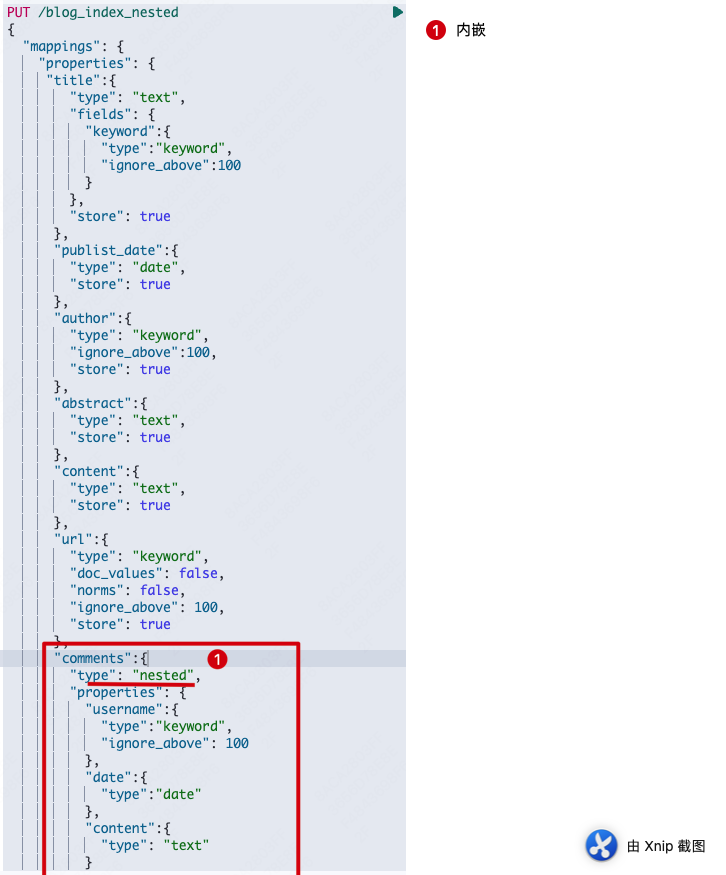 PUT /blog_index_nested
{
  "mappings": {
    "properties": {
     "title":{
        "type": "text",
        "fields": {
          "keyword":{
            "type":"keyword",
            "ignore_above":100
          }
        },
        "store": true
      },
      "publist_date":{
        "type": "date",
        "store": true
      },
      "author":{
        "type": "keyword",
        "ignore_above":100,
        "store": true
      },
      "abstract":{
        "type": "text",
        "store": true
      },
      "content":{
        "type": "text",
        "store": true
      },
      "url":{
        "type": "keyword",
        "doc_values": false,
        "norms": false,
        "ignore_above": 100,
        "store": true
      },
      "comments":{
1
        "type": "nested",
        "properties": {
          "username":{
            "type":"keyword",
            "ignore_above": 100
          },
          "date":{
            "type":"date"
          },
          "content":{
            "type": "text"
          }
1 内嵌
由 Xnip 截图